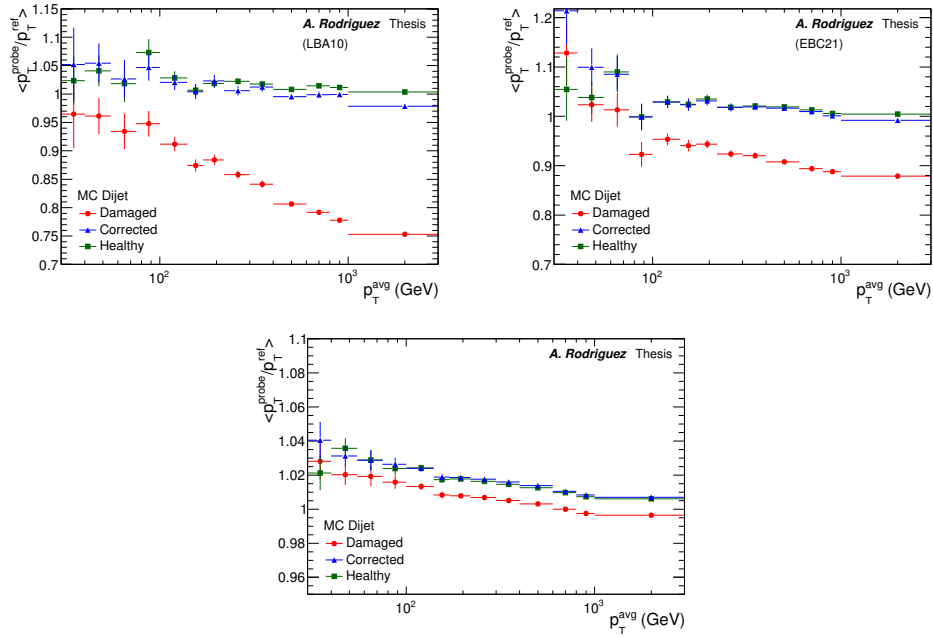 A. Rodriguez Thesis
(LBA10)
<p_T^probe/p_T^ref>
1.15
1.1
1.05
1
0.95
0.9
0.85
0.8
0.75
0.7
MC Dijet
Damaged
Corrected
Healthy
10^2
10^3
p_T^avg (GeV)
A. Rodriguez Thesis
(EBC21)
<p_T^probe/p_T^ref>
1.2
1.1
1
0.9
0.8
0.7
MC Dijet
Damaged
Corrected
Healthy
10^2
10^3
p_T^avg (GeV)
A. Rodriguez Thesis
<p_T^probe/p_T^ref>
1.1
1.08
1.06
1.04
1.02
1
0.98
0.96
MC Dijet
Damaged
Corrected
Healthy
10^2
10^3
p_T^avg (GeV)